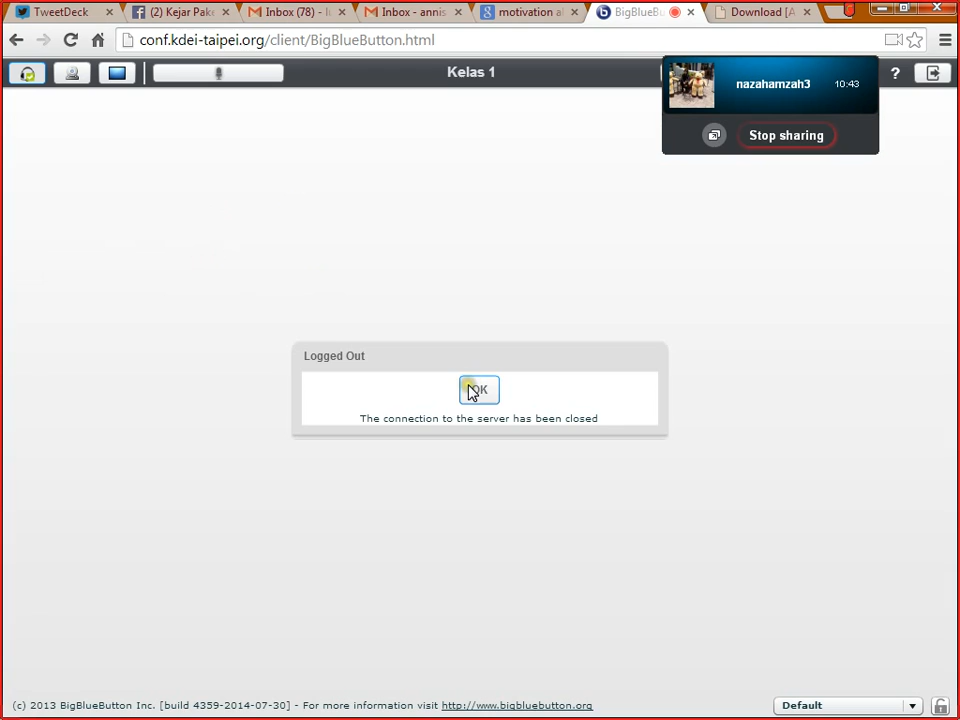 TweetDeck
(2) Kejar Pake
Inbox (78) - l
Inbox - annis
motivation al
BigBlueBu
Download [A
conf.kdei-taipei.org/client/BigBlueButton.html
Kelas 1
?
nazahamzah3
10:43
Stop sharing
Logged Out
OK
The connection to the server has been closed
(c) 2013 BigBlueButton Inc. [build 4359-2014-07-30] - For more information visit http://www.bigbluebutton.org
Default